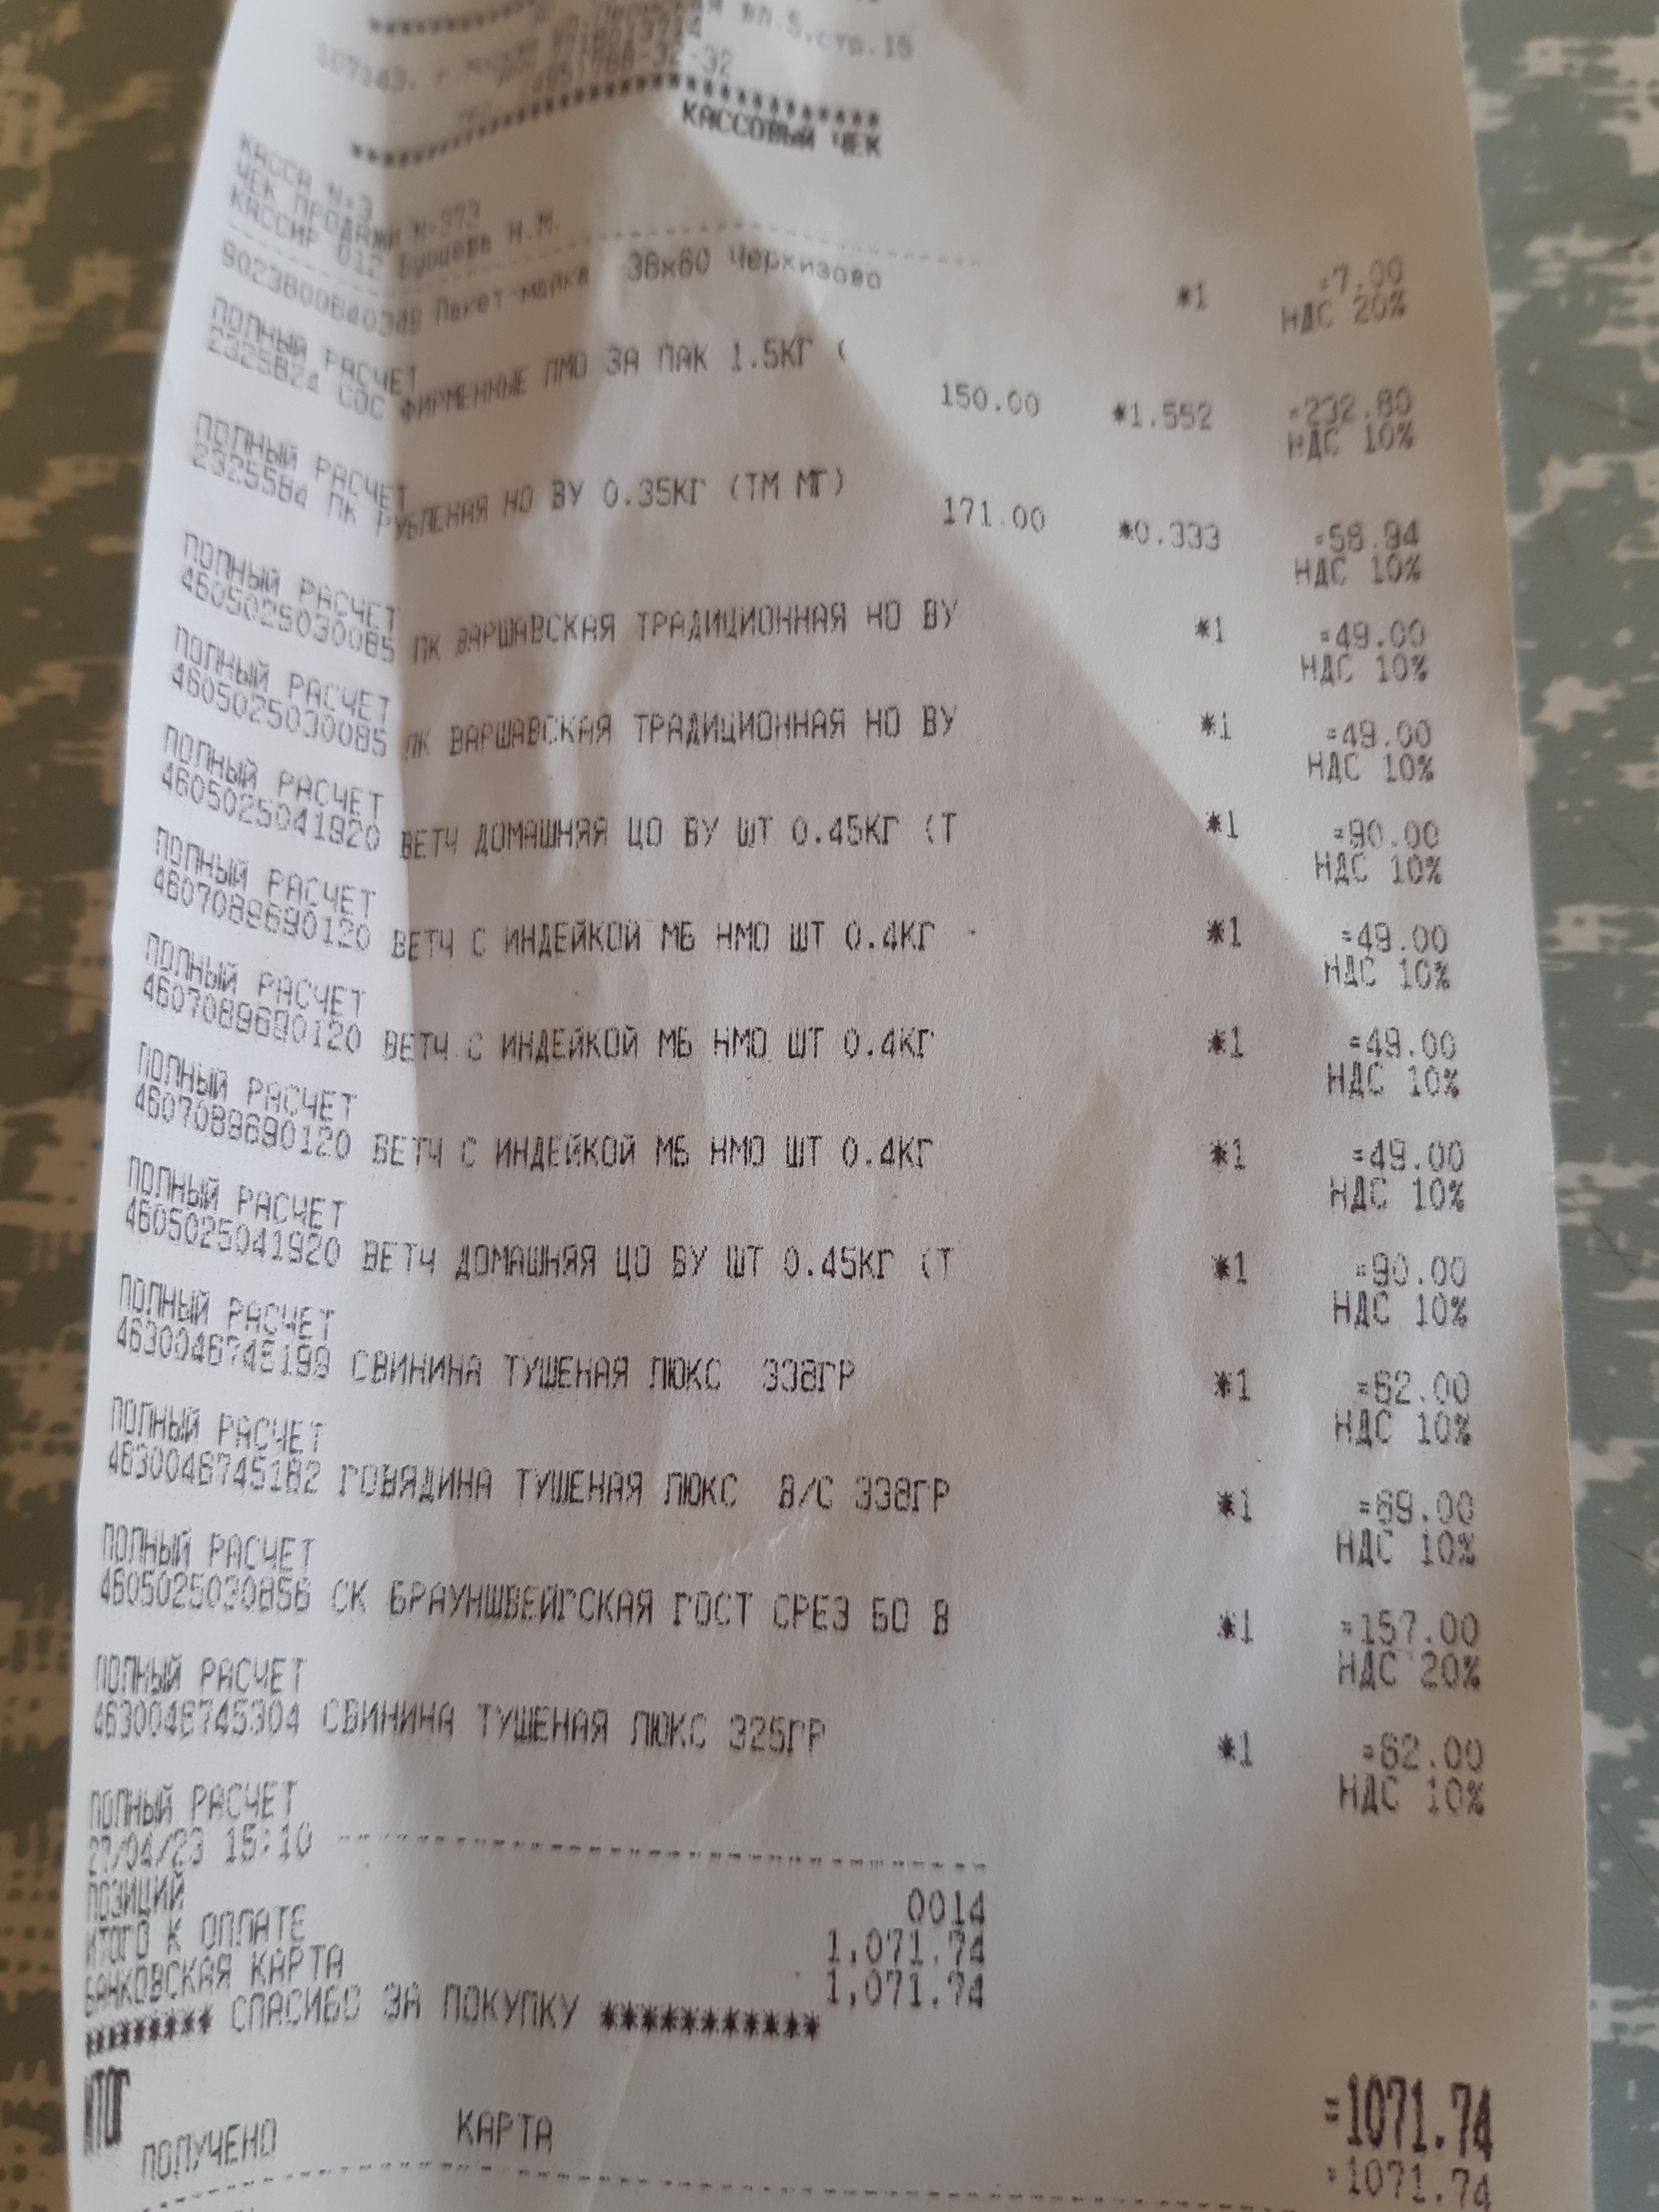 вл.5,стр.15
107143, г.
(495)788-32-32
*********************
КАССОВЫЙ ЧЕК
КАССА N:3
ЧЕК ПРОДАЖИ N:373
КАССИР 012 Бурцева Н.М.
9023800840349 Пакет-майка 38х60 Черкизово
*1 =7.00
НДС 20%
ПОЛНЫЙ РАСЧЕТ
2325824 СОС ФИРМЕННЫЕ ПМО ЗА ПАК 1.5КГ (
150.00 *1.552 =232.80
НДС 10%
ПОЛНЫЙ РАСЧЕТ
2325584 ПК РУБЛЕНАЯ НО ВУ 0.35КГ (ТМ МГ)
171.00 *0.333 =56.94
НДС 10%
ПОЛНЫЙ РАСЧЕТ
4605025030085 ПК ВАРШАВСКАЯ ТРАДИЦИОННАЯ НО ВУ
*1 =49.00
НДС 10%
ПОЛНЫЙ РАСЧЕТ
4605025030085 ПК ВАРШАВСКАЯ ТРАДИЦИОННАЯ НО ВУ
*1 =49.00
НДС 10%
ПОЛНЫЙ РАСЧЕТ
4605025041920 ВЕТЧ ДОМАШНЯЯ ЦО ВУ ШТ 0.45КГ (Т
*1 =90.00
НДС 10%
ПОЛНЫЙ РАСЧЕТ
4607089690120 ВЕТЧ С ИНДЕЙКОЙ МБ НМО ШТ 0.4КГ
*1 =49.00
НДС 10%
ПОЛНЫЙ РАСЧЕТ
4607089690120 ВЕТЧ С ИНДЕЙКОЙ МБ НМО ШТ 0.4КГ
*1 =49.00
НДС 10%
ПОЛНЫЙ РАСЧЕТ
4607089690120 ВЕТЧ С ИНДЕЙКОЙ МБ НМО ШТ 0.4КГ
*1 =49.00
НДС 10%
ПОЛНЫЙ РАСЧЕТ
4605025041920 ВЕТЧ ДОМАШНЯЯ ЦО ВУ ШТ 0.45КГ (Т
*1 =90.00
НДС 10%
ПОЛНЫЙ РАСЧЕТ
4630046745199 СВИНИНА ТУШЕНАЯ ЛЮКС 338ГР
*1 =62.00
НДС 10%
ПОЛНЫЙ РАСЧЕТ
4630046745182 ГОВЯДИНА ТУШЕНАЯ ЛЮКС В/С 338ГР
*1 =69.00
НДС 10%
ПОЛНЫЙ РАСЧЕТ
4605025030856 СК БРАУНШВЕЙГСКАЯ ГОСТ СРЕЗ БО В
*1 =157.00
НДС 20%
ПОЛНЫЙ РАСЧЕТ
4630046745304 СВИНИНА ТУШЕНАЯ ЛЮКС 325ГР
*1 =62.00
НДС 10%
ПОЛНЫЙ РАСЧЕТ
27/04/23 15:10
ПОЗИЦИЙ 0014
ИТОГО К ОПЛАТЕ 1,071.74
БАНКОВСКАЯ КАРТА 1,071.74
******** СПАСИБО ЗА ПОКУПКУ ***********
ИТОГ =1071.74
ПОЛУЧЕНО КАРТА =1071.74